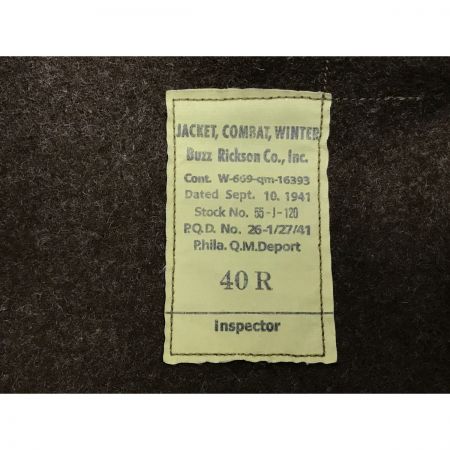 JACKET, COMBAT, WINTER
Buzz Rickson Co., Inc.
Cont. W-669-qm-16393
Dated Sept. 10. 1941
Stock No. 55-J-120
P.Q.D. No. 26-1/27/41
Phila. Q.M.Deport
40 R
Inspector